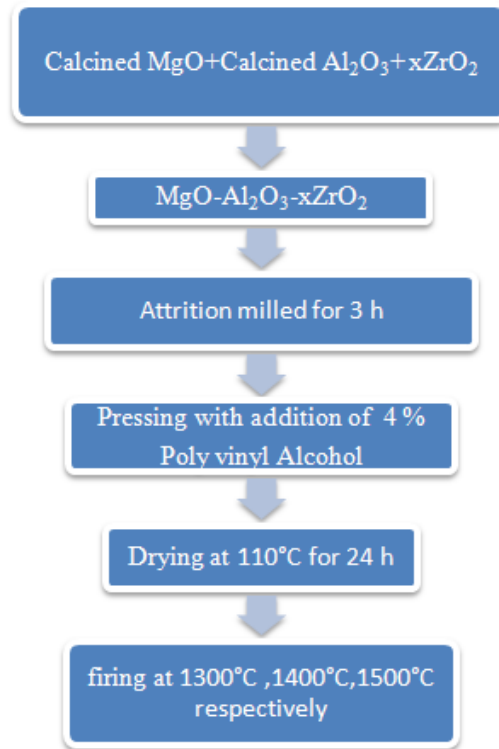 Calcined MgO+Calcined Al₂O₃+xZrO₂
MgO-Al₂O₃-xZrO₂
Attrition milled for 3 h
Pressing with addition of 4 %
Poly vinyl Alcohol
Drying at 110°C for 24 h
firing at 1300°C ,1400°C,1500°C
respectively